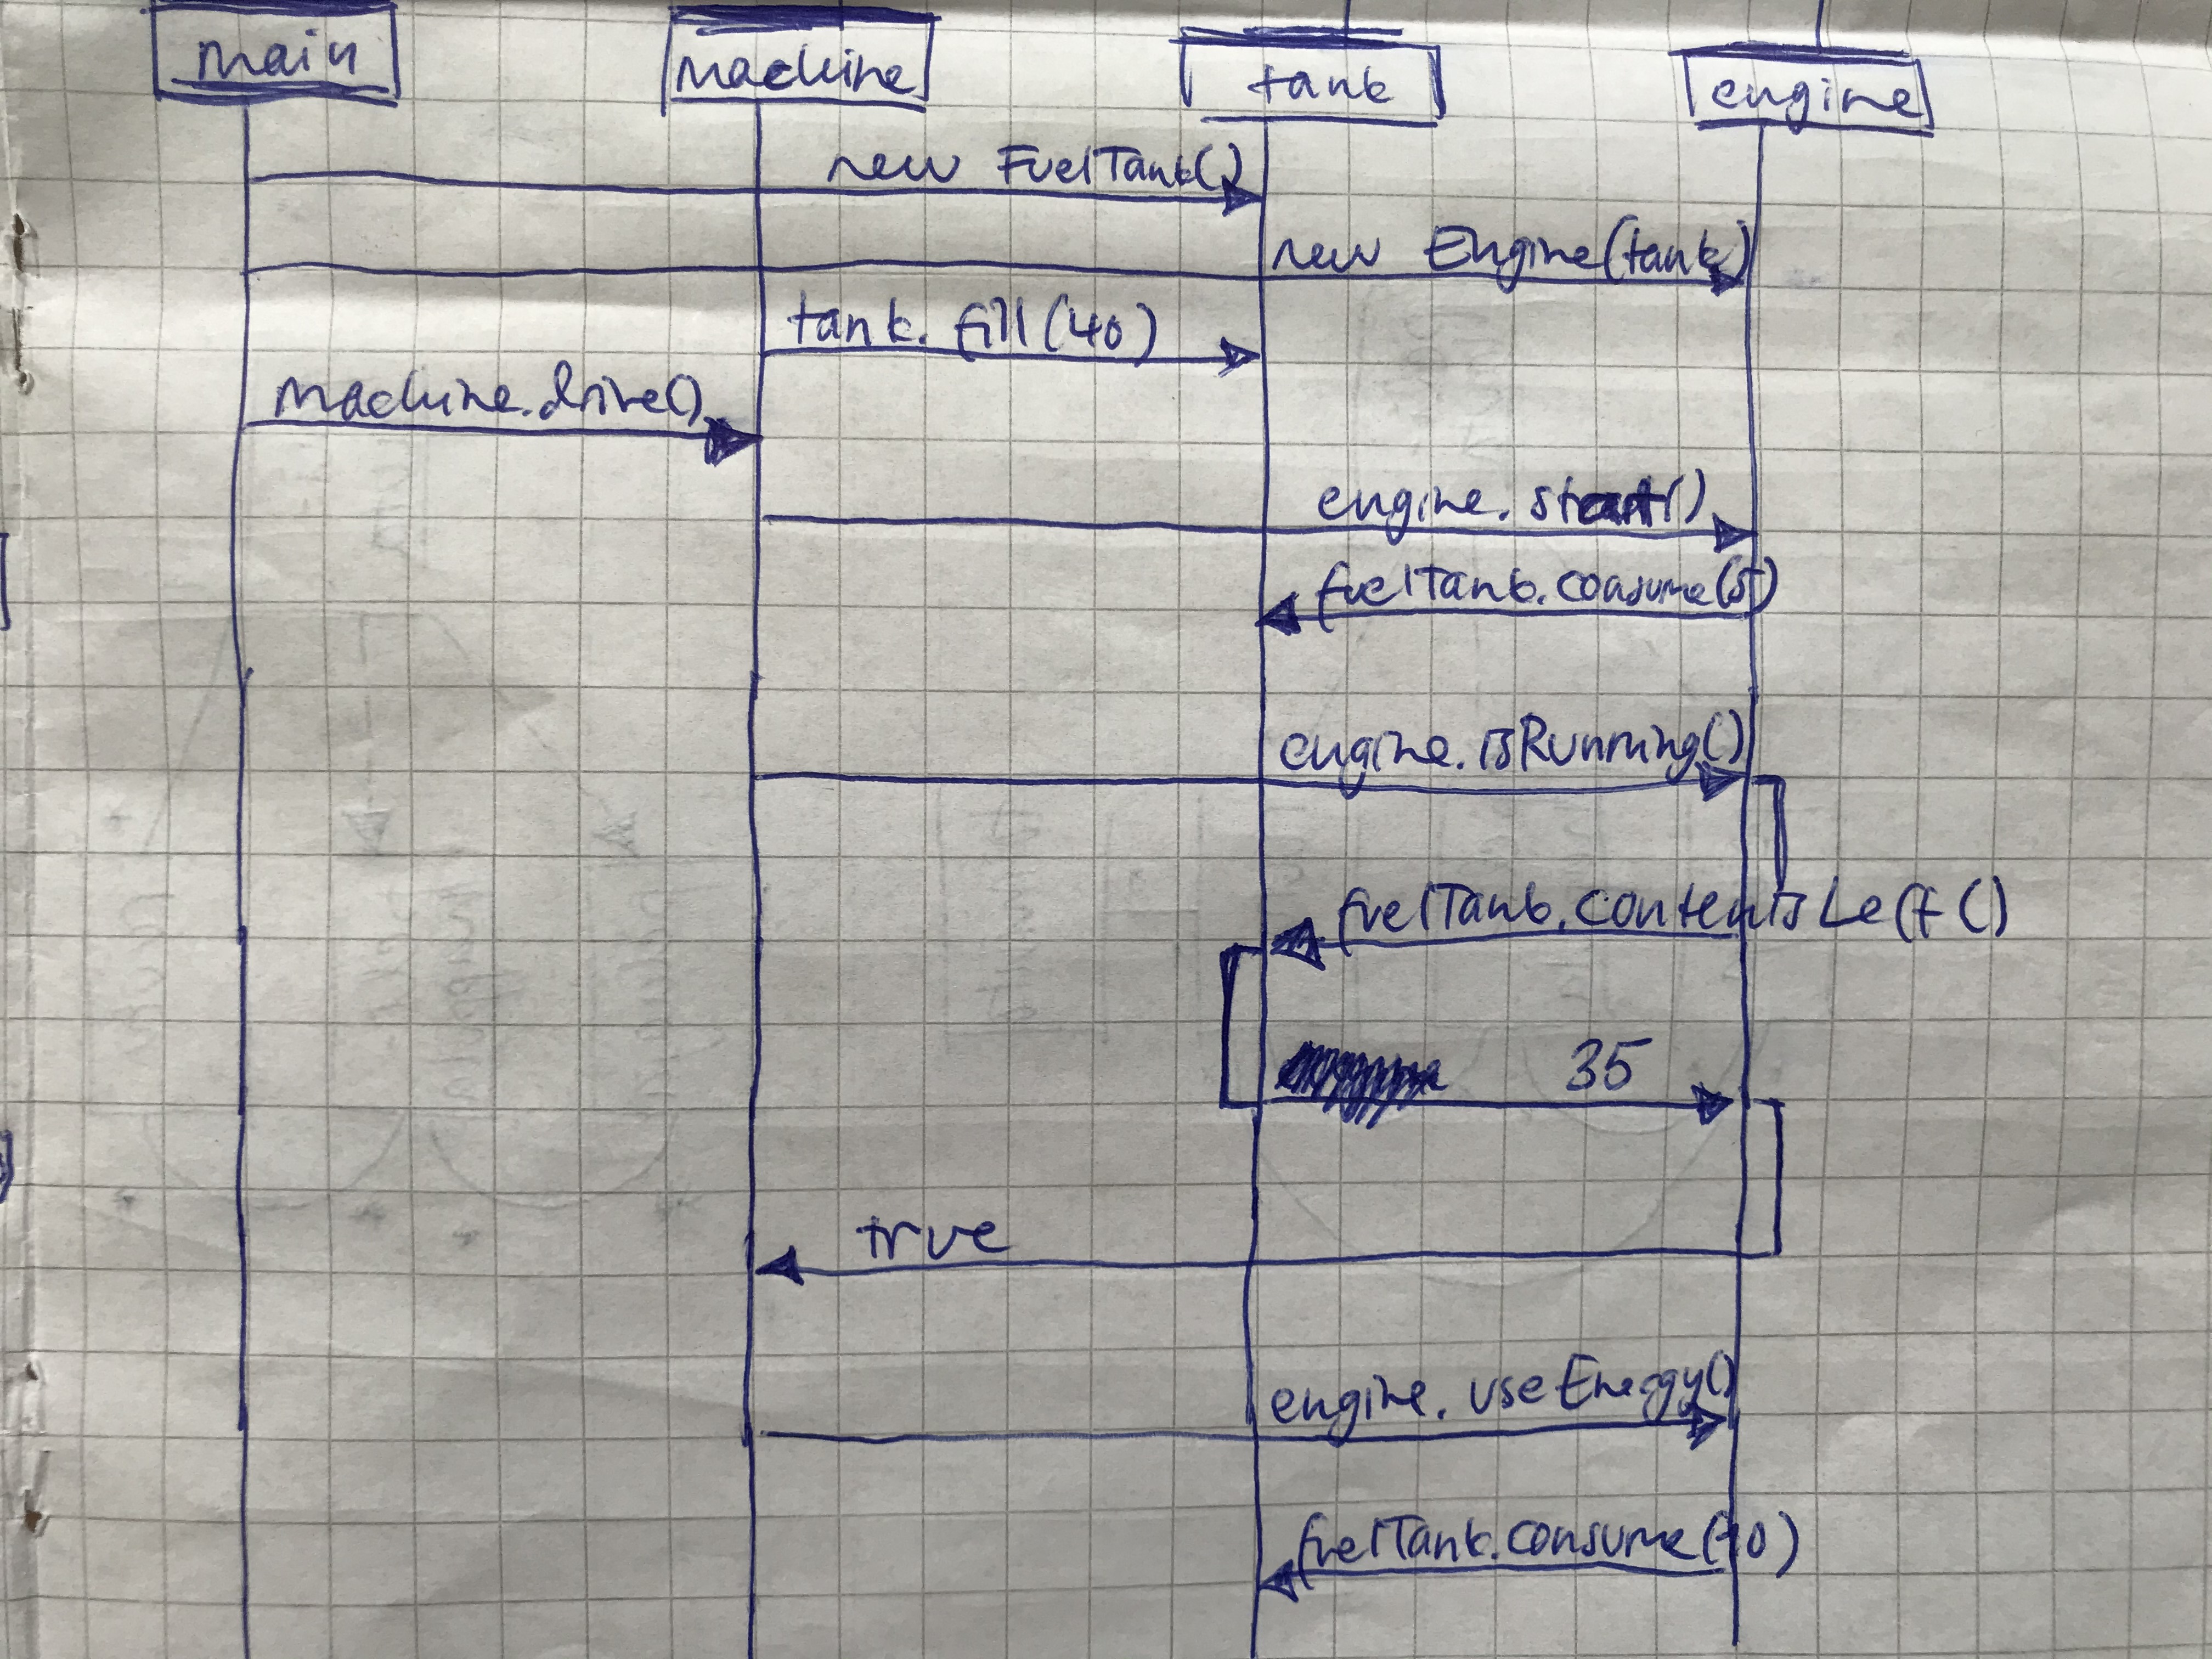 main
machine
tank
engine
new FuelTank()
new Engine(tank)
tank.fill(40)
machine.drive()
engine.start()
fuelTank.consume(5)
engine.isRunning()
fuelTank.contentsLeft()
35
true
engine.useEnergy()
fuelTank.consume(10)